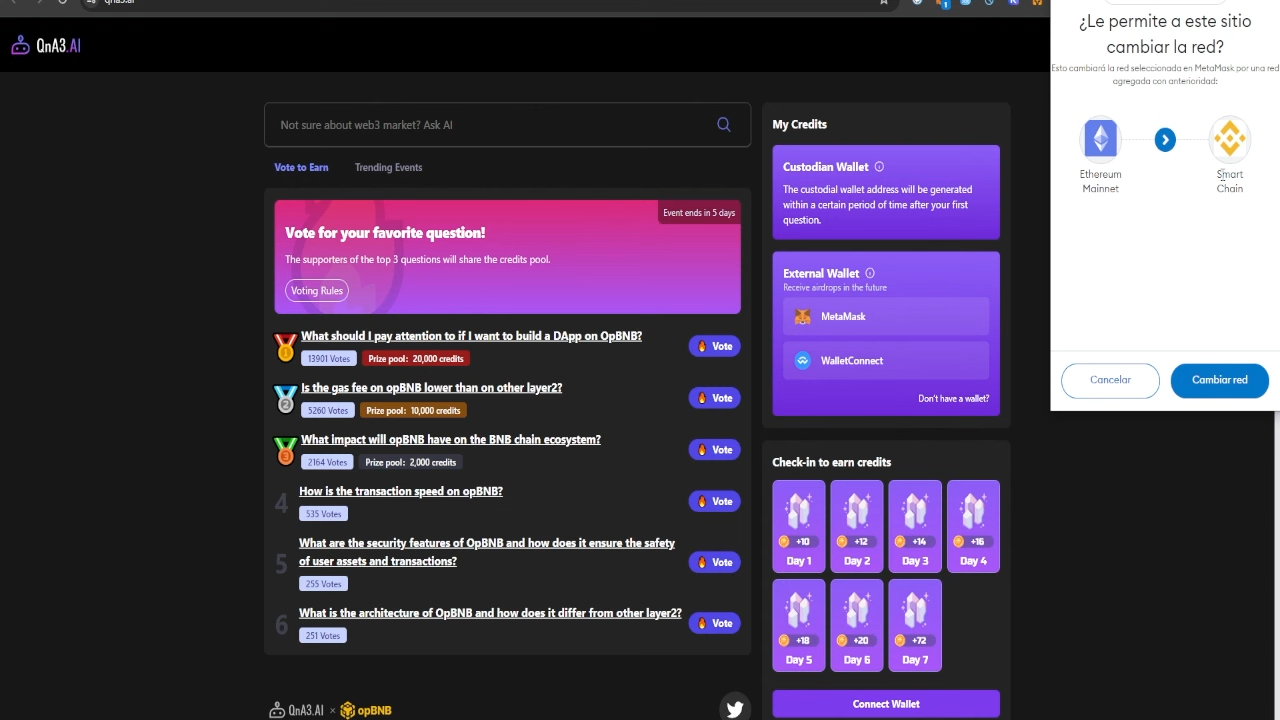 qna3.ai
QnA3.AI
Not sure about web3 market? Ask AI
Vote to Earn
Trending Events
Event ends in 5 days
Vote for your favorite question!
The supporters of the top 3 questions will share the credits pool.
Voting Rules
1
What should I pay attention to if I want to build a DApp on OpBNB?
13901 Votes
Prize pool: 20,000 credits
Vote
2
Is the gas fee on opBNB lower than on other layer2?
5260 Votes
Prize pool: 10,000 credits
Vote
3
What impact will opBNB have on the BNB chain ecosystem?
2164 Votes
Prize pool: 2,000 credits
Vote
4
How is the transaction speed on opBNB?
535 Votes
Vote
5
What are the security features of OpBNB and how does it ensure the safety
of user assets and transactions?
255 Votes
Vote
6
What is the architecture of OpBNB and how does it differ from other layer2?
251 Votes
Vote
QnA3.AI × opBNB
My Credits
Custodian Wallet
The custodial wallet address will be generated
within a certain period of time after your first
question.
External Wallet
Receive airdrops in the future
MetaMask
WalletConnect
Don't have a wallet?
Check-in to earn credits
+10
Day 1
+12
Day 2
+14
Day 3
+16
Day 4
+18
Day 5
+20
Day 6
+72
Day 7
Connect Wallet
¿Le permite a este sitio
cambiar la red?
Esto cambiará la red seleccionada en MetaMask por una red
agregada con anterioridad:
Ethereum
Mainnet
Smart
Chain
Cancelar
Cambiar red